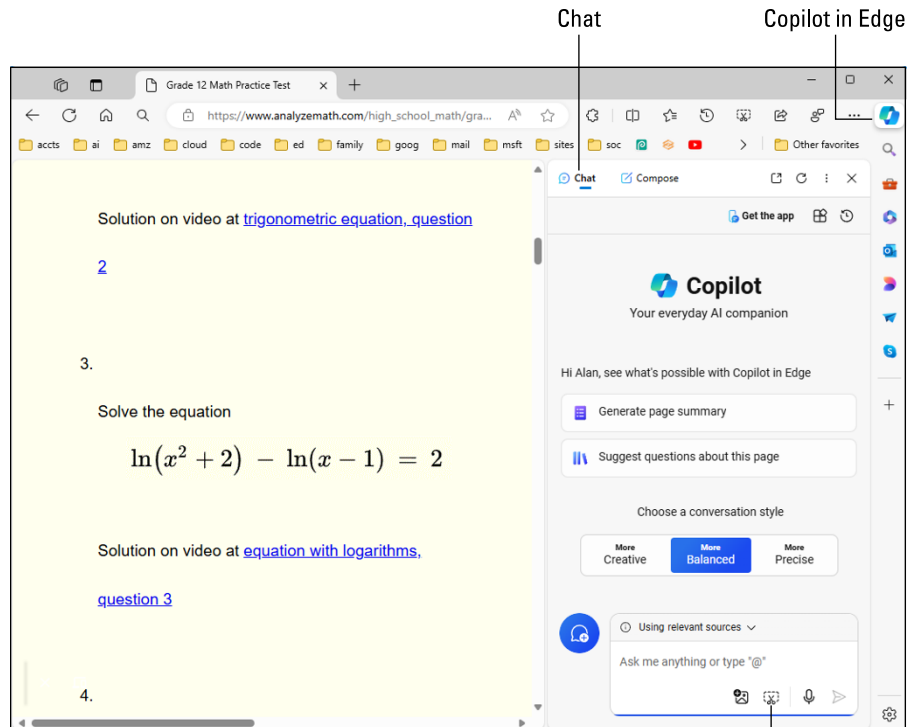 Chat
Copilot in Edge
Grade 12 Math Practice Test
https://www.analyzemath.com/high_school_math/gra...
accts ai amz cloud code ed family goog mail msft sites soc Other favorites
Solution on video at trigonometric equation, question
2
3.
Solve the equation
ln(x² + 2) − ln(x − 1) = 2
Solution on video at equation with logarithms,
question 3
4.
Chat Compose
Get the app
Copilot
Your everyday AI companion
Hi Alan, see what's possible with Copilot in Edge
Generate page summary
Suggest questions about this page
Choose a conversation style
More Creative
More Balanced
More Precise
Using relevant sources
Ask me anything or type "@"